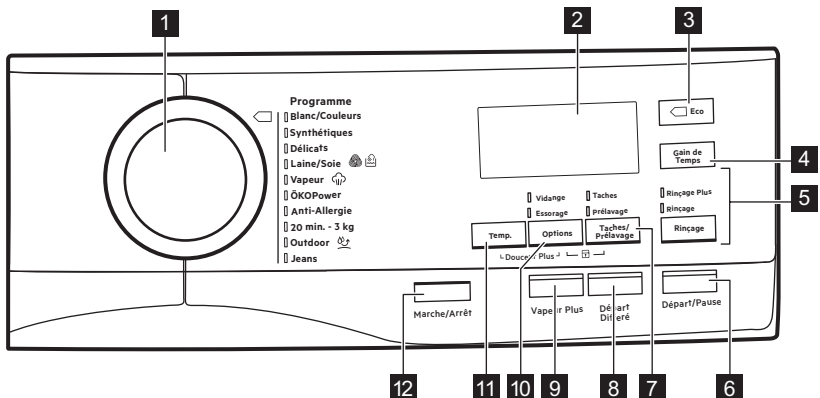 1
2
3
Programme
Blanc/Couleurs
Synthétiques
Délicats
Laine/Soie
Vapeur
ÖKOPower
Anti-Allergie
20 min. - 3 kg
Outdoor
Jeans
Eco
Gain de
Temps
4
5
Rinçage Plus
Rinçage
Rinçage
Vidange
Essorage
Taches
Prélavage
Temp.
Options
Taches/
Prélavage
Douceur Plus
Marche/Arrêt
Vapeur Plus
Départ
Différé
Départ/Pause
12
11
10
9
8
7
6